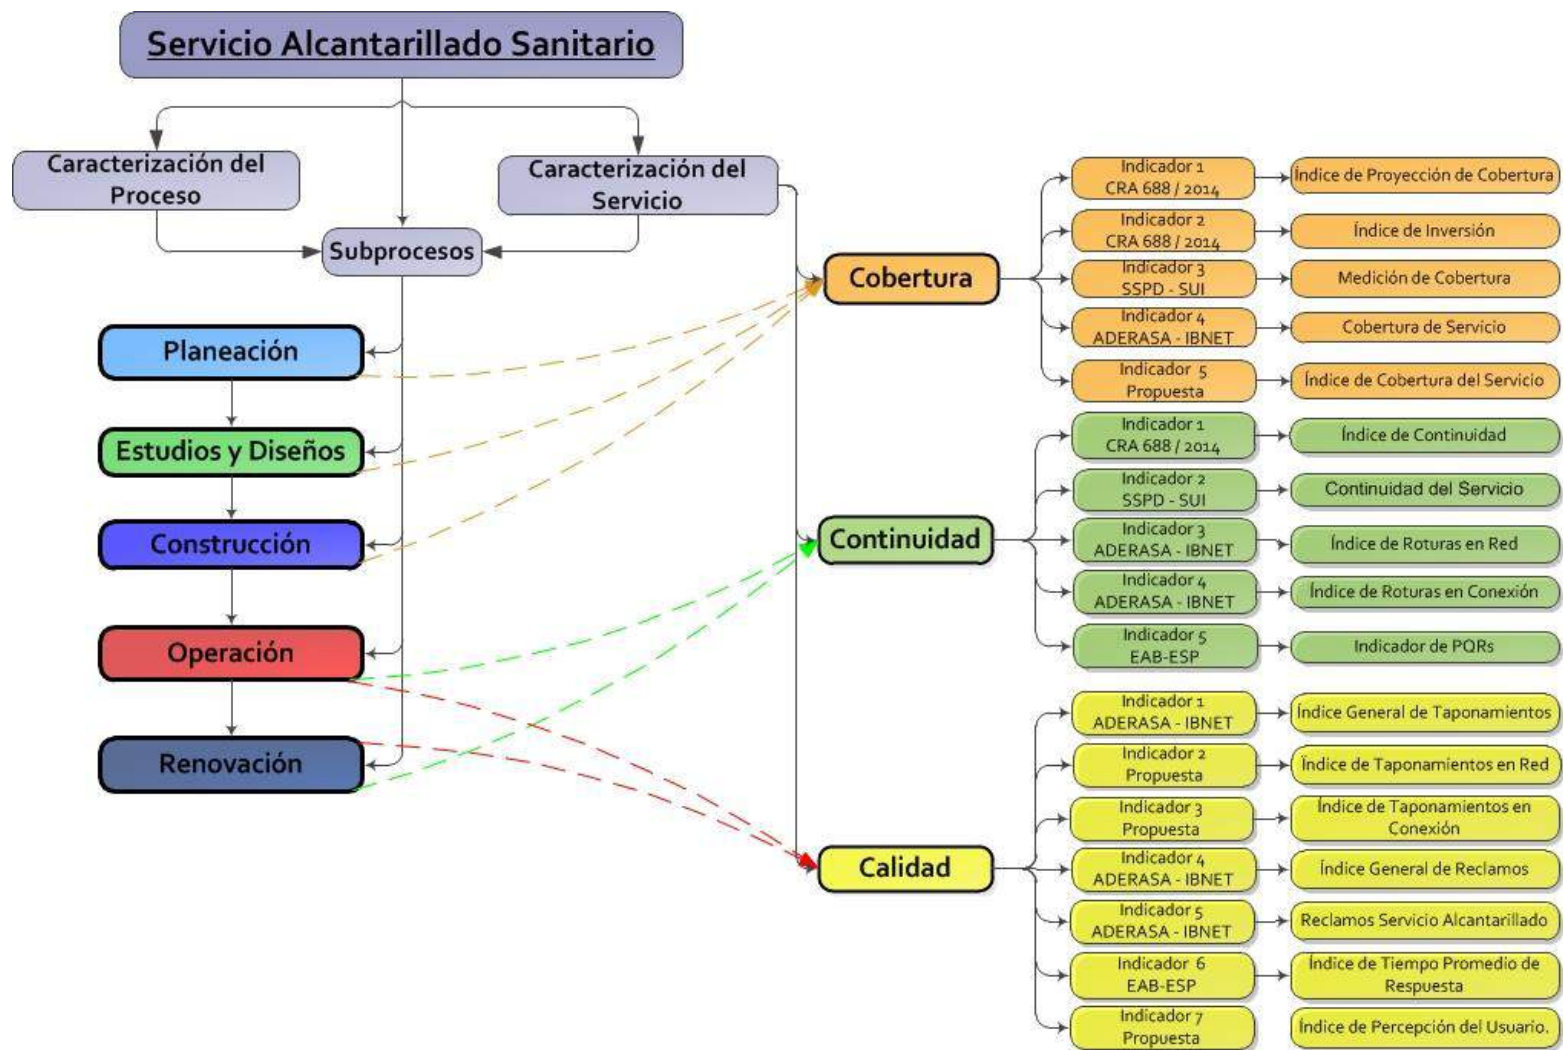 Servicio Alcantarillado Sanitario
Caracterización del
Proceso
Caracterización del
Servicio
Subprocesos
Planeación
Estudios y Diseños
Construcción
Operación
Renovación
Cobertura
Indicador 1
CRA 688 / 2014
Índice de Proyección de Cobertura
Indicador 2
CRA 688 / 2014
Índice de Inversión
Indicador 3
SSPD - SUI
Medición de Cobertura
Indicador 4
ADERASA - IBNET
Cobertura de Servicio
Indicador 5
Propuesta
Índice de Cobertura del Servicio
Continuidad
Indicador 1
CRA 688 / 2014
Índice de Continuidad
Indicador 2
SSPD - SUI
Continuidad del Servicio
Indicador 3
ADERASA - IBNET
Índice de Roturas en Red
Indicador 4
ADERASA - IBNET
Índice de Roturas en Conexión
Indicador 5
EAB-ESP
Indicador de PQRs
Calidad
Indicador 1
ADERASA - IBNET
Índice General de Taponamientos
Indicador 2
Propuesta
Índice de Taponamientos en Red
Indicador 3
Propuesta
Índice de Taponamientos en
Conexión
Indicador 4
ADERASA - IBNET
Índice General de Reclamos
Indicador 5
ADERASA - IBNET
Reclamos Servicio Alcantarillado
Indicador 6
EAB-ESP
Índice de Tiempo Promedio de
Respuesta
Indicador 7
Propuesta
Índice de Percepción del Usuario.